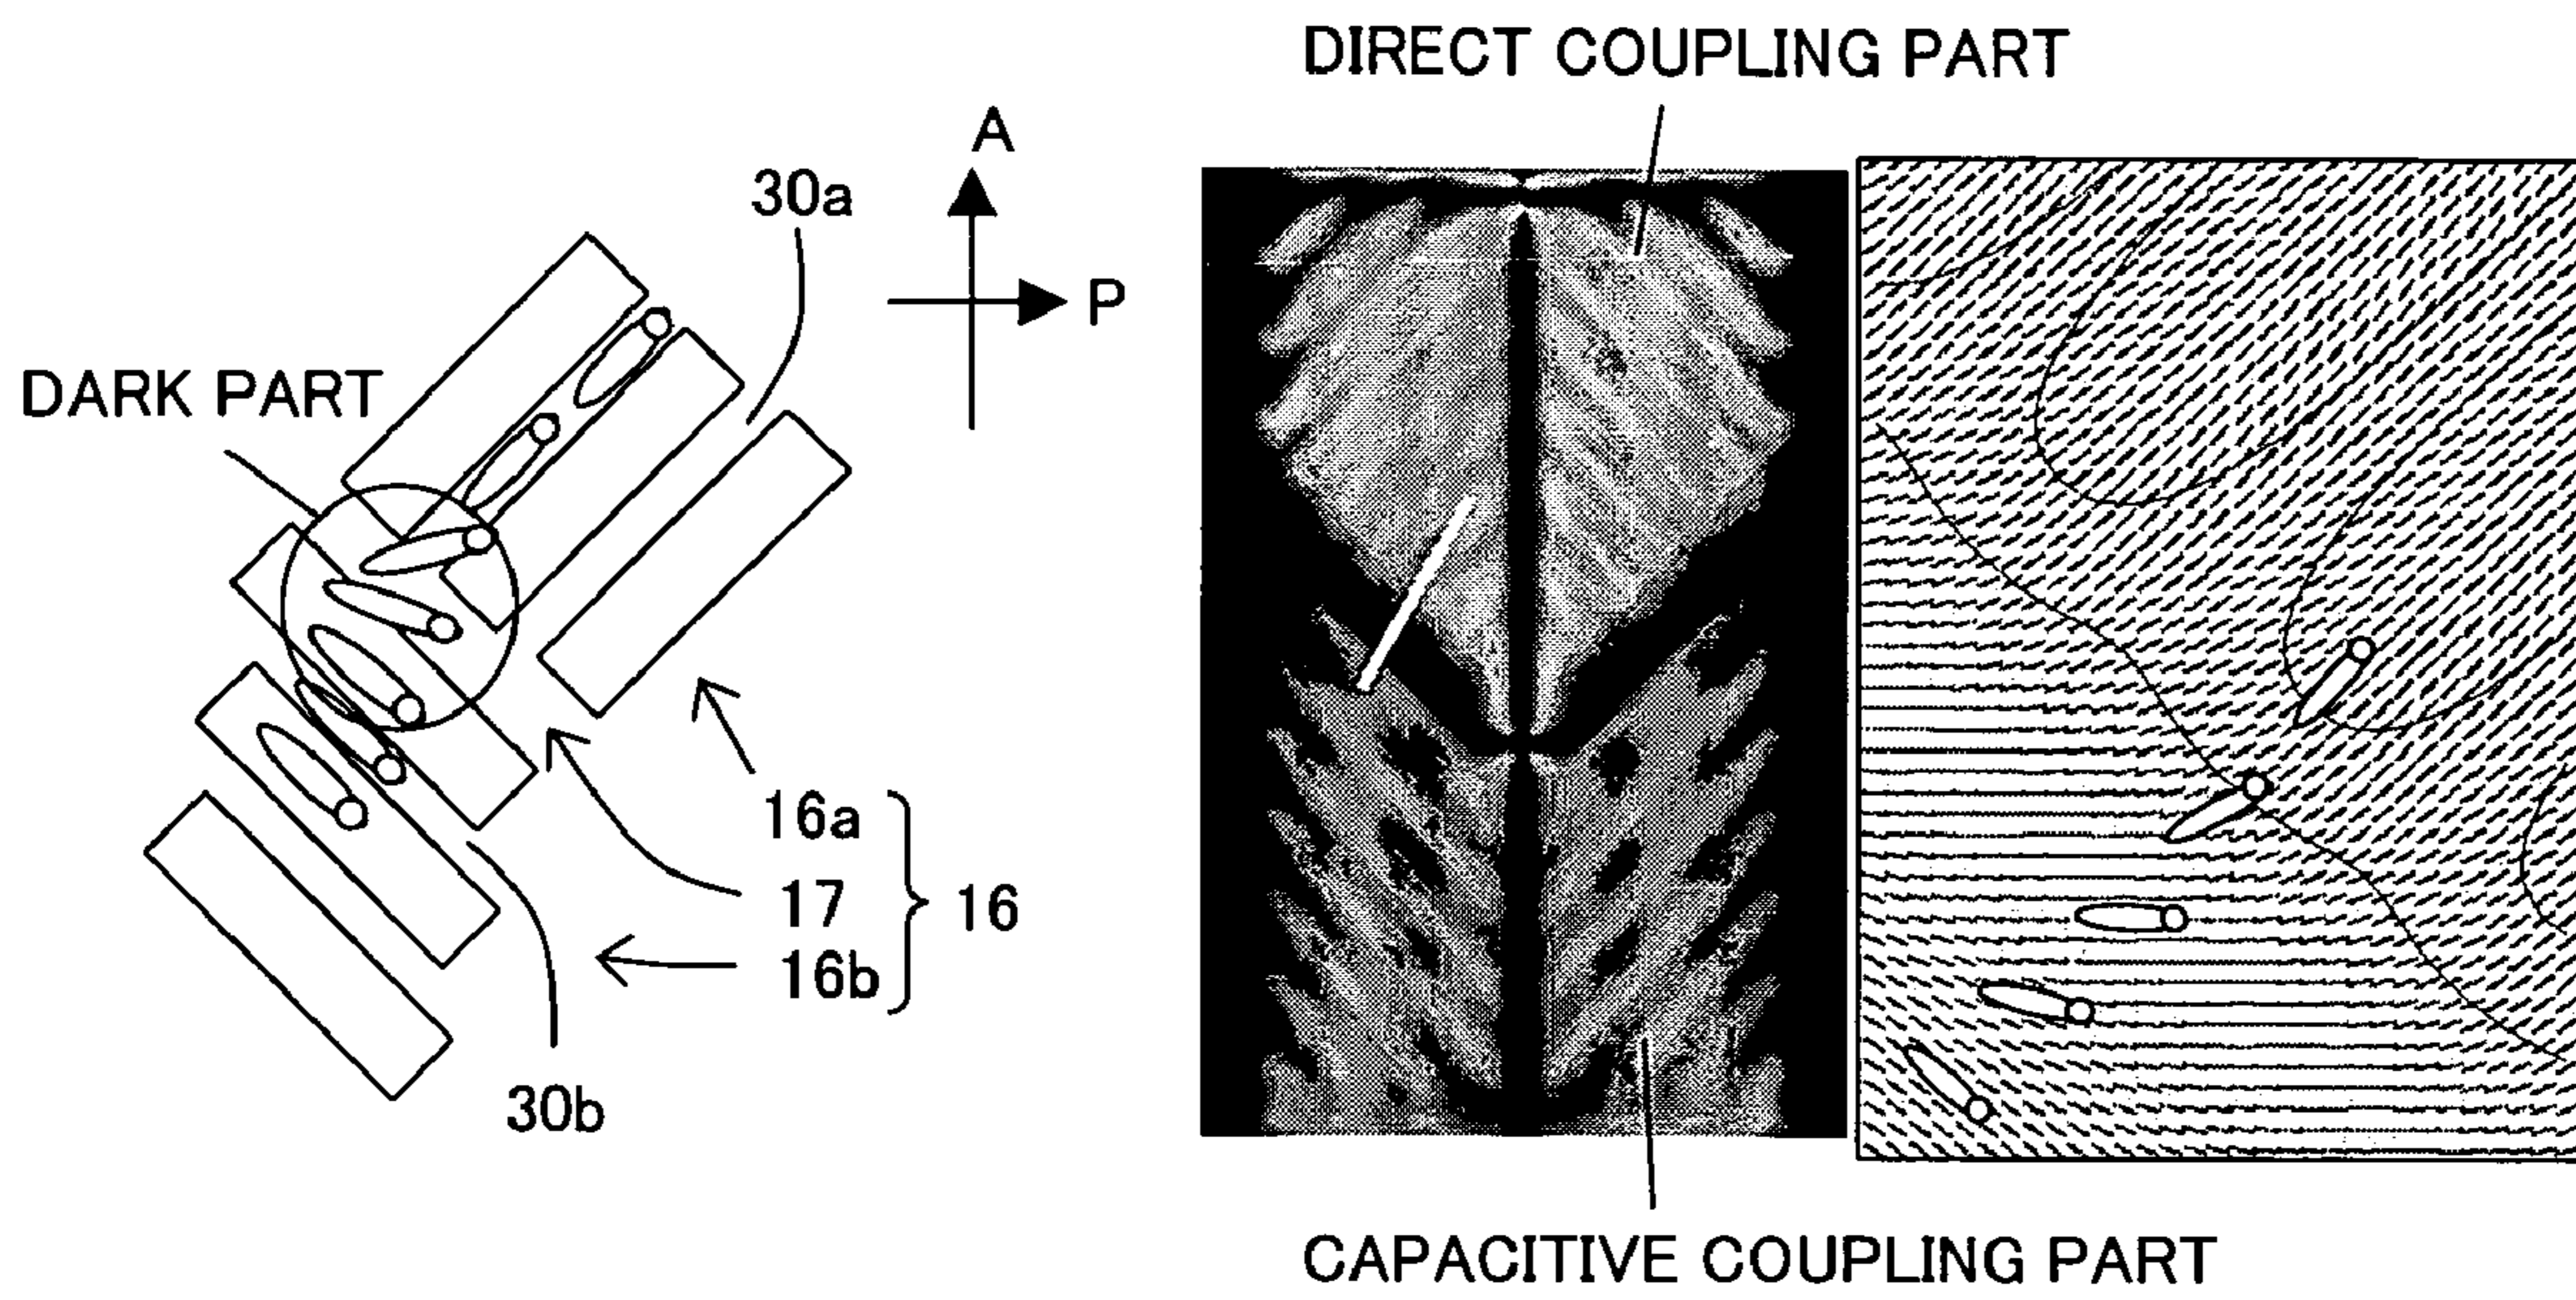 DIRECT COUPLING PART
A
30a
P
DARK PART
16a
17
16
16b
30b
CAPACITIVE COUPLING PART